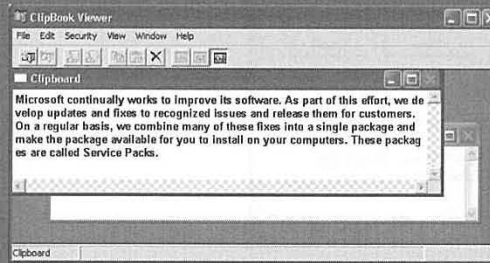 ClipBook Viewer
File Edit Security View Window Help
Clipboard
Microsoft continually works to improve its software. As part of this effort, we de
velop updates and fixes to recognized issues and release them for customers.
On a regular basis, we combine many of these fixes into a single package and
make the package available for you to install on your computers. These packag
es are called Service Packs.
Clipboard